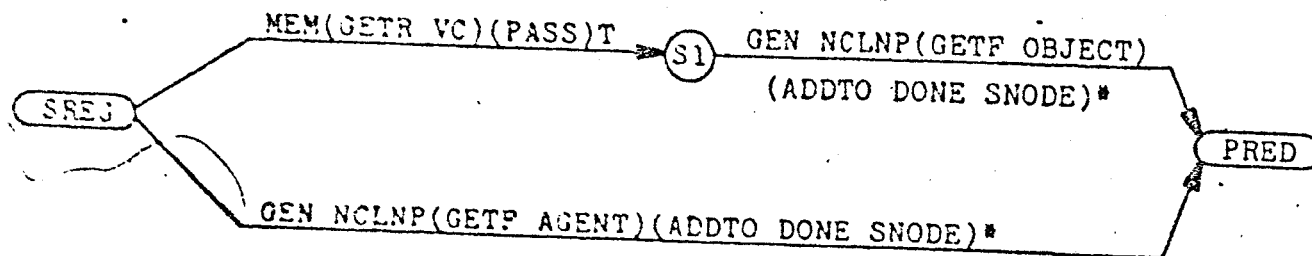 MEM(GETR VC)(PASS)T
S1
GEN NCLNP(GETF OBJECT)
(ADDTO DONE SNODE)*
SREG
PRED
GEN NCLNP(GETF AGENT)(ADDTO DONE SNODE)*